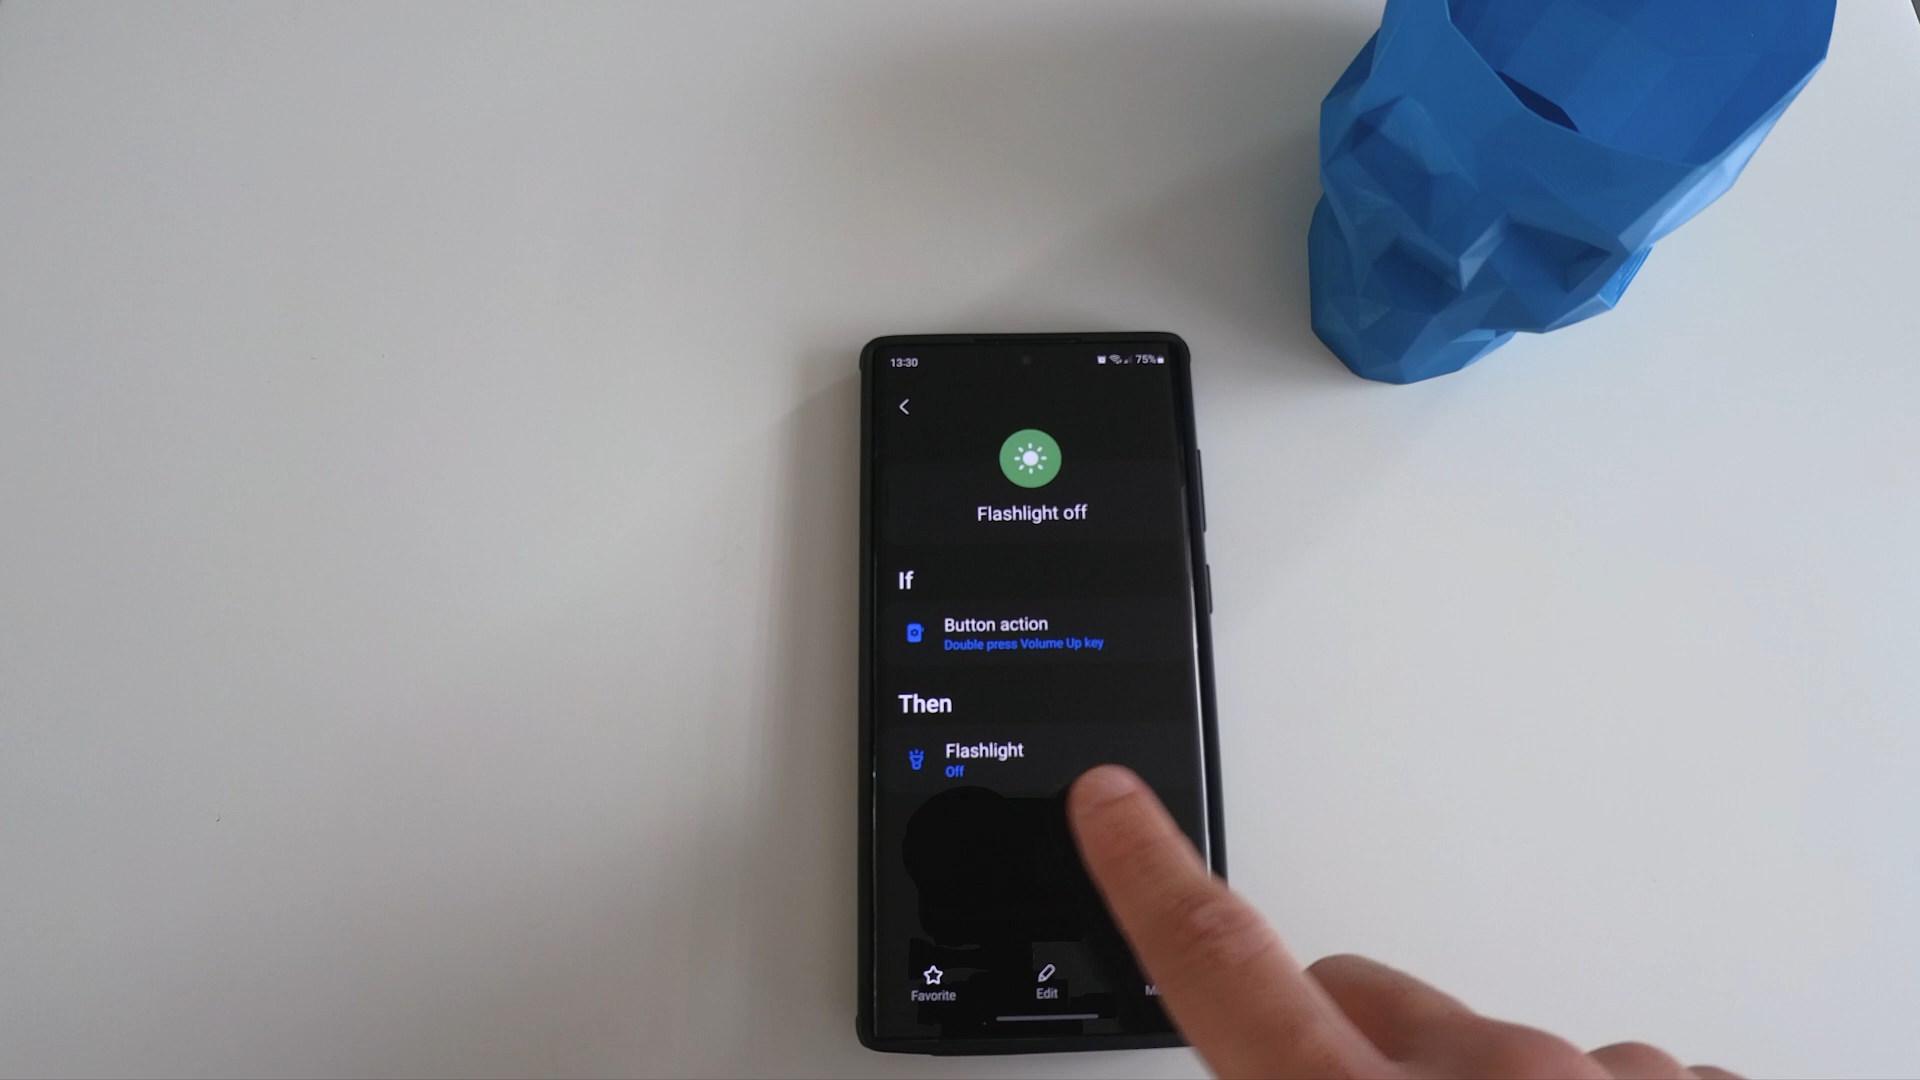 13:30
75%
Flashlight off
If
Button action
Double press Volume Up key
Then
Flashlight
Off
Favorite
Edit